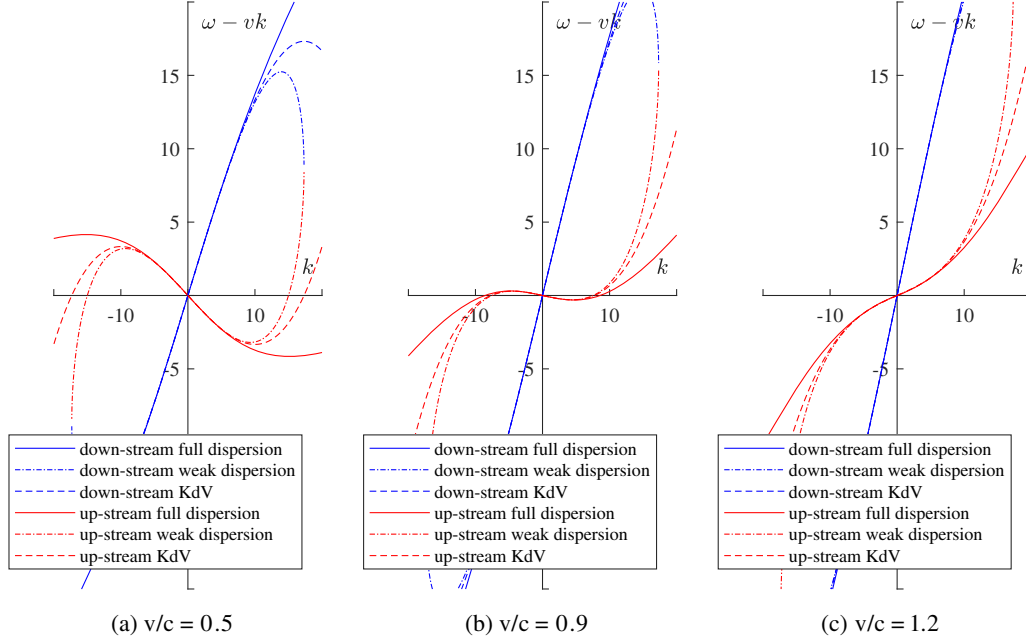 ω − vk
15
10
5
k
-10
10
-5
down-stream full dispersion
down-stream weak dispersion
down-stream KdV
up-stream full dispersion
up-stream weak dispersion
up-stream KdV
(a) v/c = 0.5
ω − vk
15
10
5
k
-10
10
-5
down-stream full dispersion
down-stream weak dispersion
down-stream KdV
up-stream full dispersion
up-stream weak dispersion
up-stream KdV
(b) v/c = 0.9
ω − vk
15
10
5
k
-10
10
-5
down-stream full dispersion
down-stream weak dispersion
down-stream KdV
up-stream full dispersion
up-stream weak dispersion
up-stream KdV
(c) v/c = 1.2